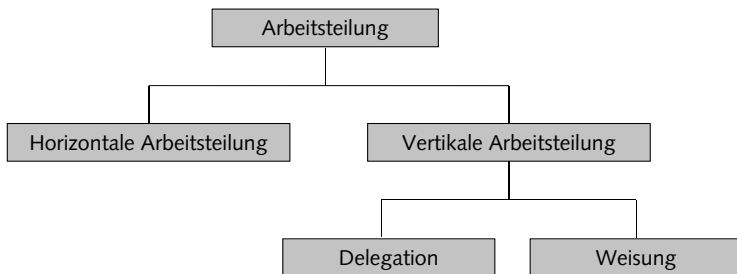 Arbeitsteilung
Horizontale Arbeitsteilung
Vertikale Arbeitsteilung
Delegation
Weisung